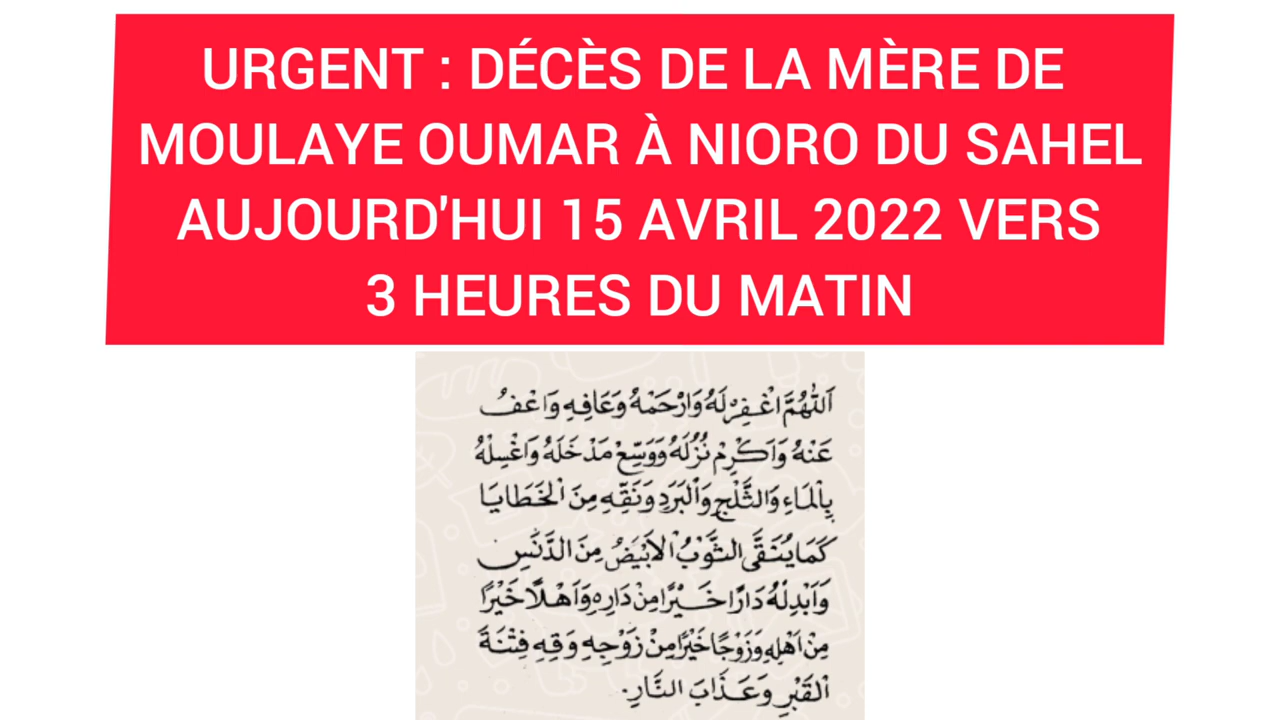 URGENT : DÉCÈS DE LA MÈRE DE
MOULAYE OUMAR À NIORO DU SAHEL
AUJOURD'HUI 15 AVRIL 2022 VERS
3 HEURES DU MATIN
اَللّٰهُمَّ اغْفِرْ لَهُ وَارْحَمْهُ وَعَافِهِ وَاعْفُ
عَنْهُ وَاَكْرِمْ نُزُلَهُ وَوَسِّعْ مَدْخَلَهُ وَاغْسِلْهُ
بِالْمَاءِ وَالثَّلْجِ وَالْبَرَدِ وَنَقِّهِ مِنَ الْخَطَايَا
كَمَا يُنَقَّى الثَّوْبُ الْاَبْيَضُ مِنَ الدَّنَسِ
وَاَبْدِلْهُ دَارًا خَيْرًا مِنْ دَارِهِ وَاَهْلًا خَيْرًا
مِنْ اَهْلِهِ وَزَوْجًا خَيْرًا مِنْ زَوْجِهِ وَقِهِ فِتْنَةَ
الْقَبْرِ وَعَذَابَ النَّارِ.